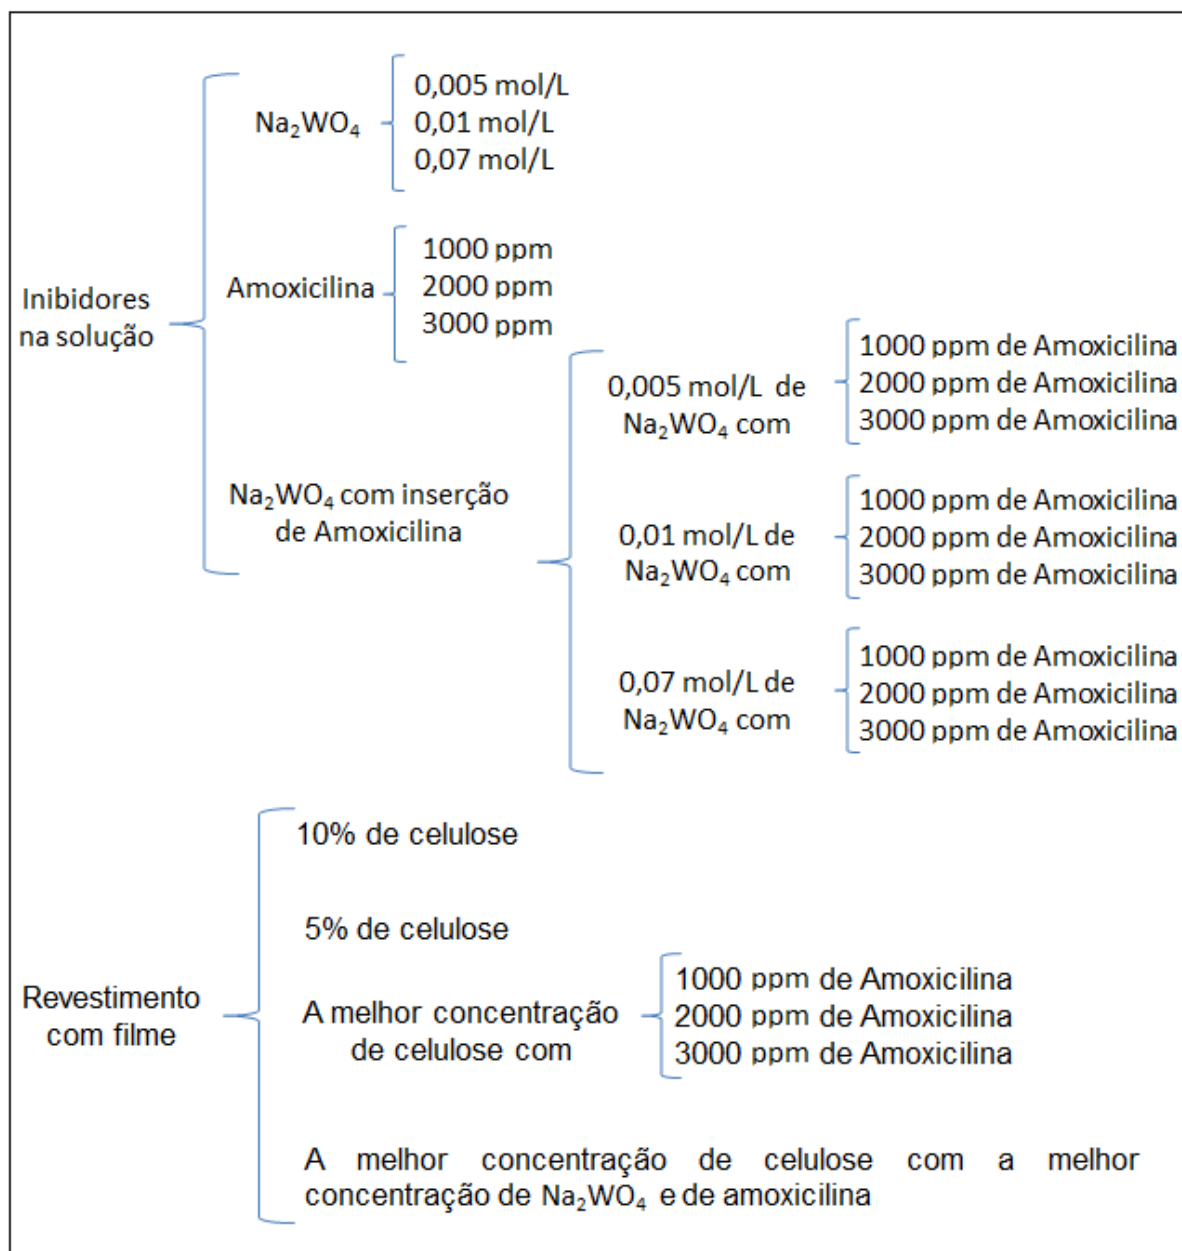 Inibidores
na solução
Na₂WO₄
0,005 mol/L
0,01 mol/L
0,07 mol/L
Amoxicilina
1000 ppm
2000 ppm
3000 ppm
Na₂WO₄ com inserção
de Amoxicilina
0,005 mol/L de
Na₂WO₄ com
1000 ppm de Amoxicilina
2000 ppm de Amoxicilina
3000 ppm de Amoxicilina
0,01 mol/L de
Na₂WO₄ com
1000 ppm de Amoxicilina
2000 ppm de Amoxicilina
3000 ppm de Amoxicilina
0,07 mol/L de
Na₂WO₄ com
1000 ppm de Amoxicilina
2000 ppm de Amoxicilina
3000 ppm de Amoxicilina
Revestimento
com filme
10% de celulose
5% de celulose
A melhor concentração
de celulose com
1000 ppm de Amoxicilina
2000 ppm de Amoxicilina
3000 ppm de Amoxicilina
A melhor concentração de celulose com a melhor
concentração de Na₂WO₄ e de amoxicilina